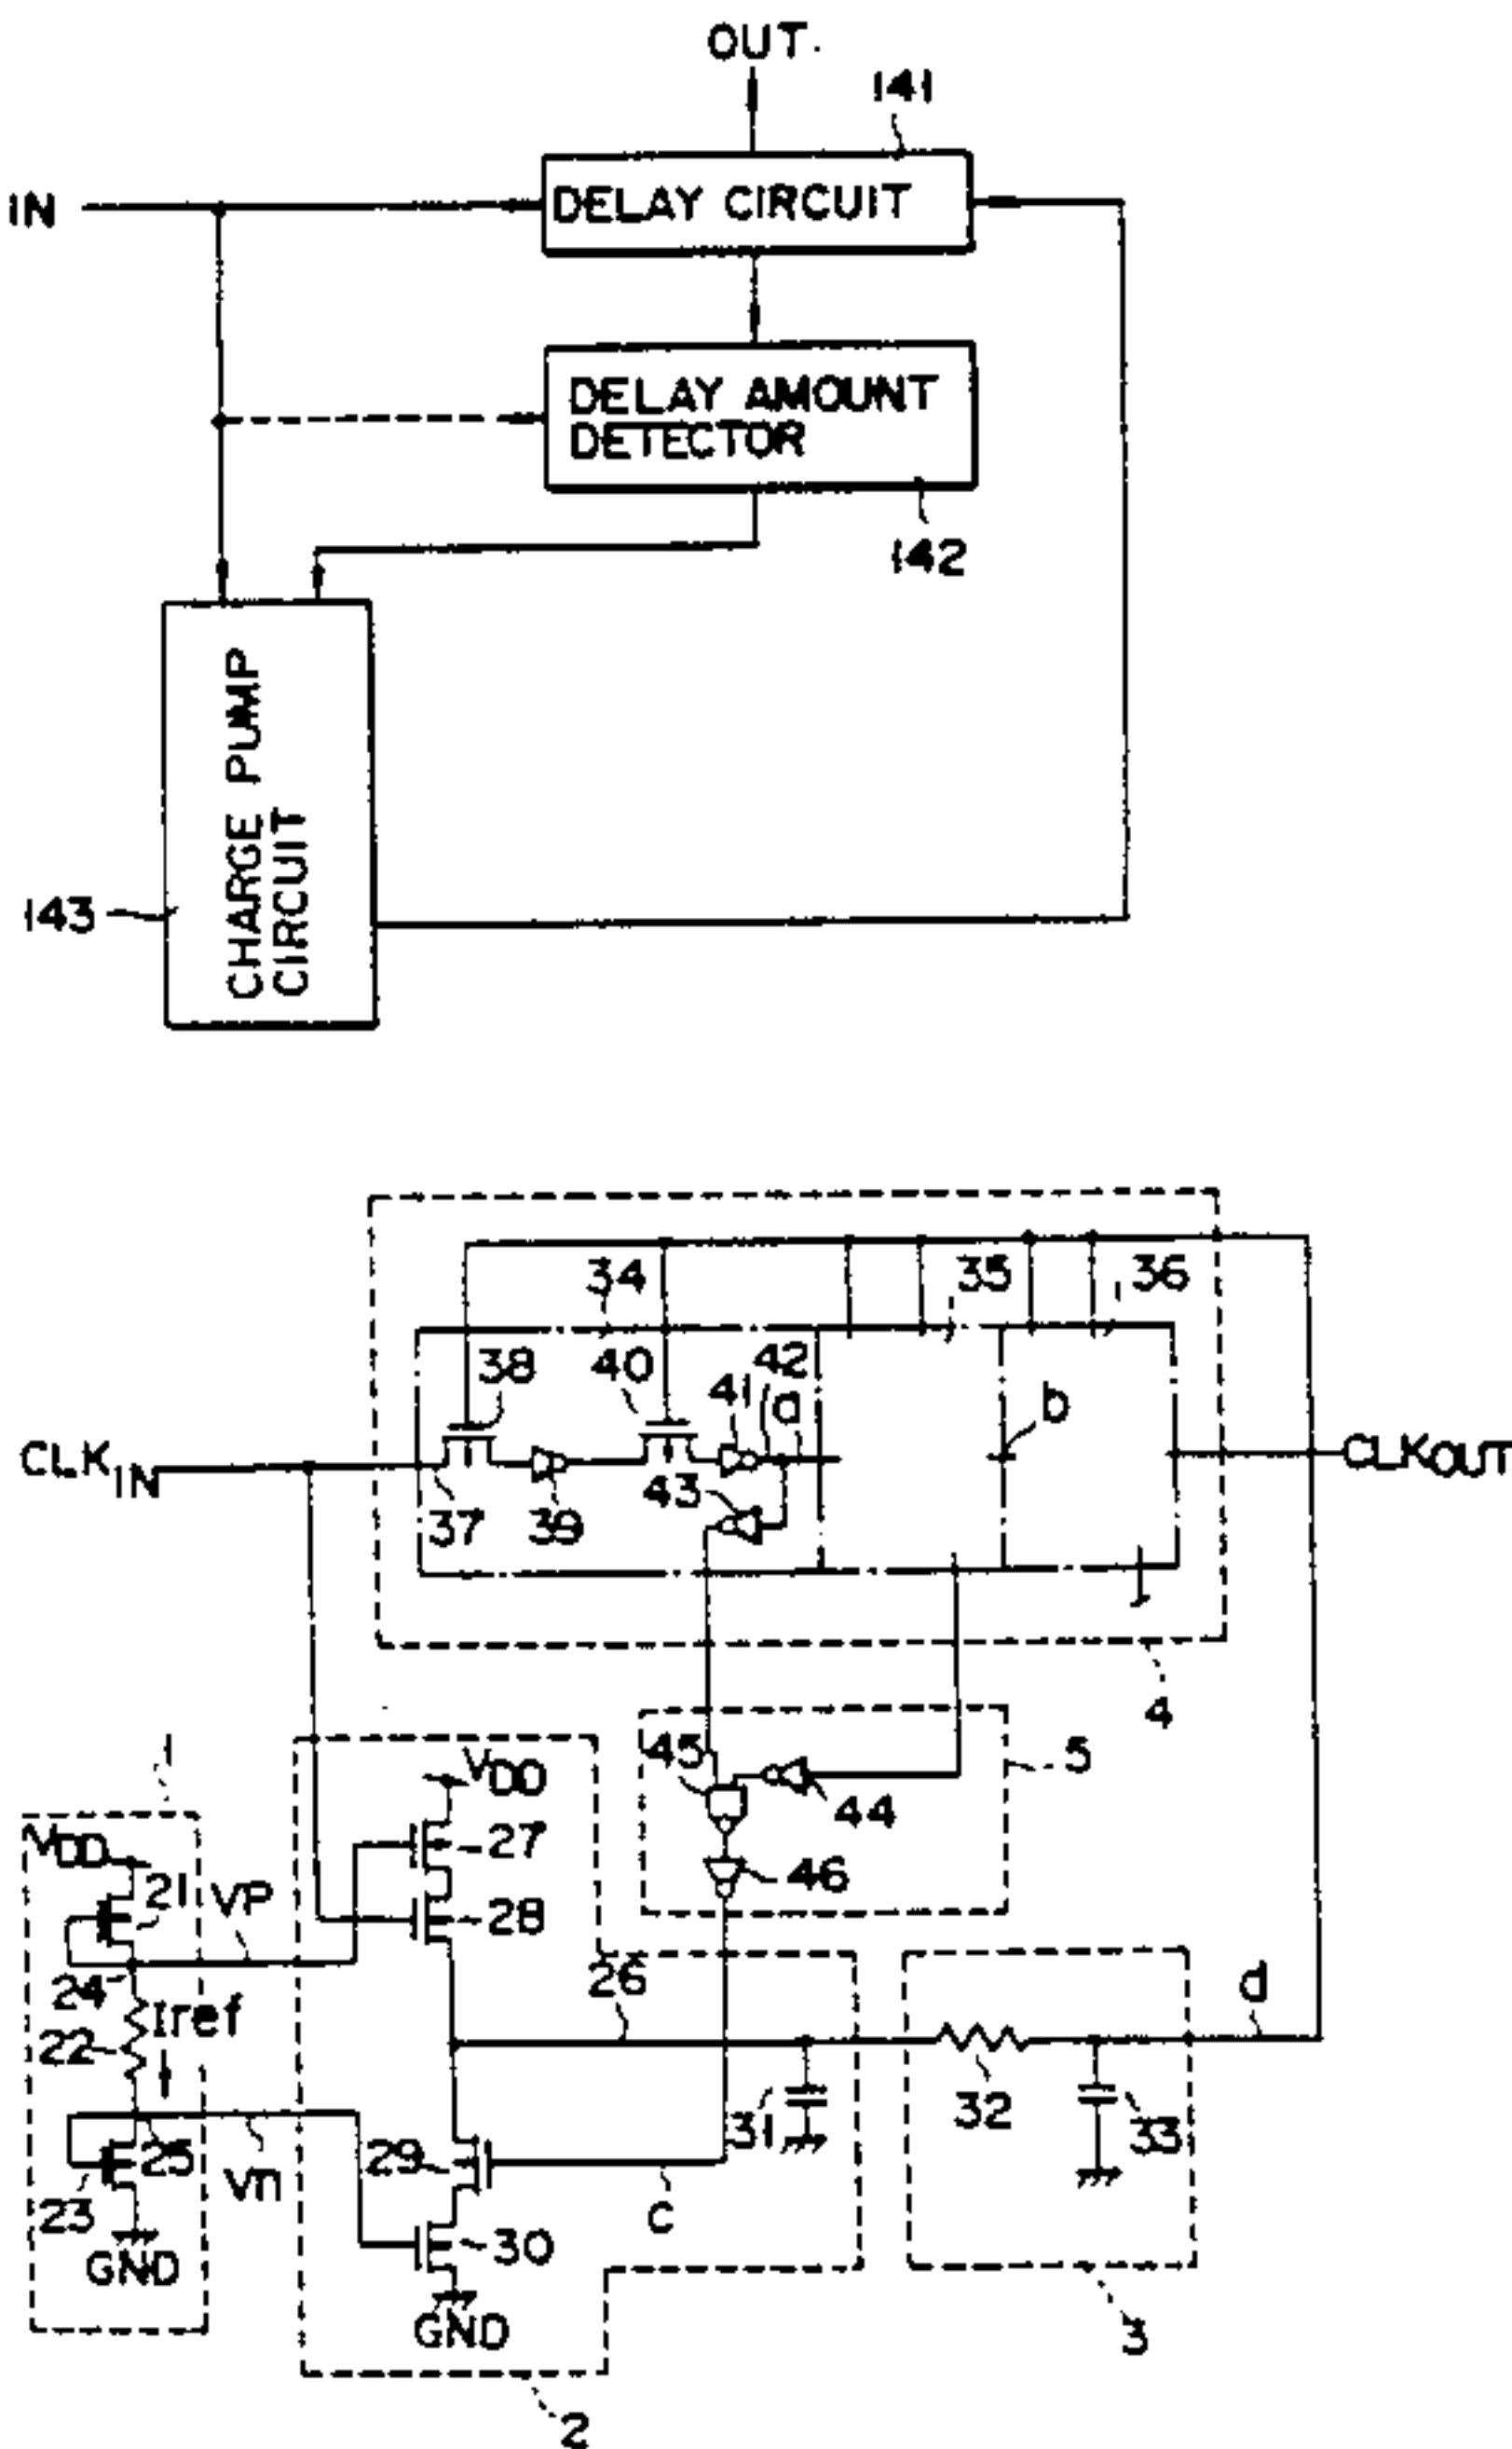 OUT.
141
IN
DELAY CIRCUIT
DELAY AMOUNT
DETECTOR
142
CHARGE PUMP
CIRCUIT
143
34
35
36
38
40
41
42
a
b
CLKIN
CLKOUT
43
37
39
4
1
45
5
VDD
44
VDD
27
21
VP
46
28
24
26
d
Iref
22
32
31
33
25
29
Vn
23
c
30
GND
GND
3
2